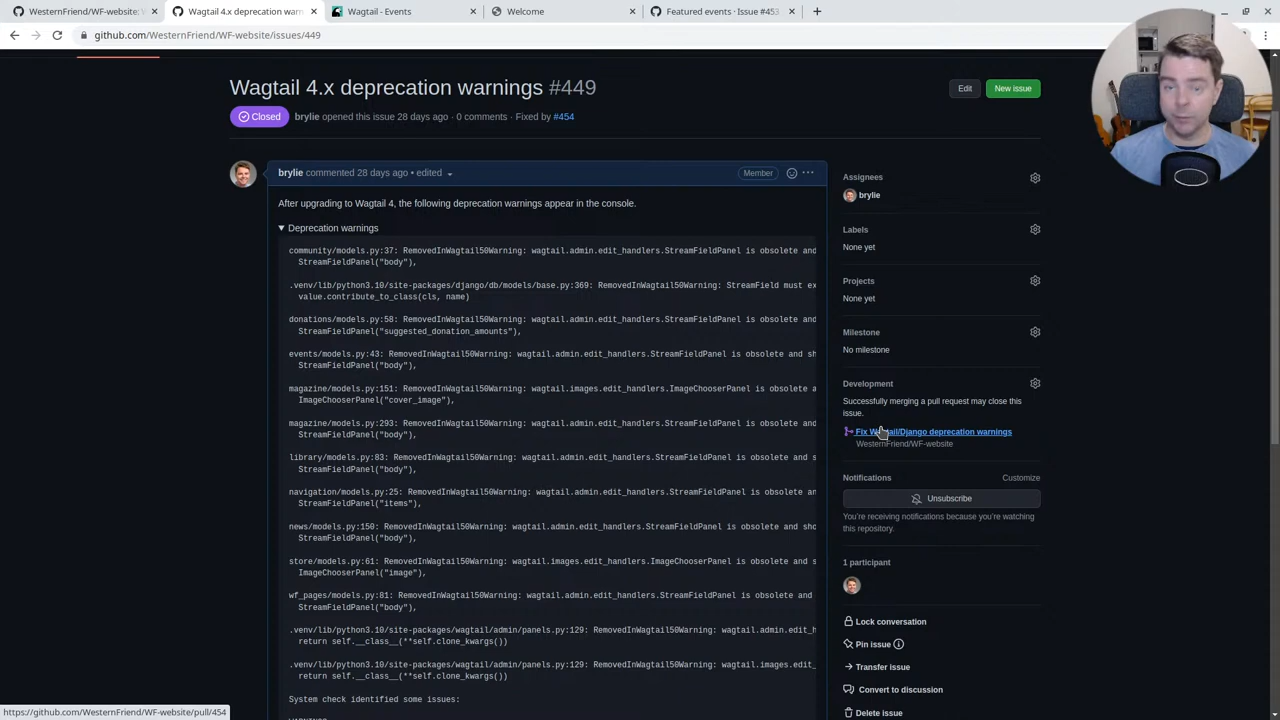 WesternFriend/WF-website:
Wagtail 4.x deprecation warn
Wagtail - Events
Welcome
Featured events · Issue #453
github.com/WesternFriend/WF-website/issues/449
Wagtail 4.x deprecation warnings #449
Edit
New issue
Closed
brylie opened this issue 28 days ago · 0 comments · Fixed by #454
brylie commented 28 days ago • edited
Member
After upgrading to Wagtail 4, the following deprecation warnings appear in the console.
Deprecation warnings
community/models.py:37: RemovedInWagtail50Warning: wagtail.admin.edit_handlers.StreamFieldPanel is obsolete and
StreamFieldPanel("body"),
.venv/lib/python3.10/site-packages/django/db/models/base.py:369: RemovedInWagtail50Warning: StreamField must ex
value.contribute_to_class(cls, name)
donations/models.py:58: RemovedInWagtail50Warning: wagtail.admin.edit_handlers.StreamFieldPanel is obsolete and
StreamFieldPanel("suggested_donation_amounts"),
events/models.py:43: RemovedInWagtail50Warning: wagtail.admin.edit_handlers.StreamFieldPanel is obsolete and sh
StreamFieldPanel("body"),
magazine/models.py:151: RemovedInWagtail50Warning: wagtail.images.edit_handlers.ImageChooserPanel is obsolete a
ImageChooserPanel("cover_image"),
magazine/models.py:293: RemovedInWagtail50Warning: wagtail.admin.edit_handlers.StreamFieldPanel is obsolete and
StreamFieldPanel("body"),
library/models.py:83: RemovedInWagtail50Warning: wagtail.admin.edit_handlers.StreamFieldPanel is obsolete and s
StreamFieldPanel("body"),
navigation/models.py:25: RemovedInWagtail50Warning: wagtail.admin.edit_handlers.StreamFieldPanel is obsolete an
StreamFieldPanel("items"),
news/models.py:150: RemovedInWagtail50Warning: wagtail.admin.edit_handlers.StreamFieldPanel is obsolete and sho
StreamFieldPanel("body"),
store/models.py:61: RemovedInWagtail50Warning: wagtail.images.edit_handlers.ImageChooserPanel is obsolete and s
ImageChooserPanel("image"),
wf_pages/models.py:81: RemovedInWagtail50Warning: wagtail.admin.edit_handlers.StreamFieldPanel is obsolete and
StreamFieldPanel("body"),
.venv/lib/python3.10/site-packages/wagtail/admin/panels.py:129: RemovedInWagtail50Warning: wagtail.admin.edit_h
return self.__class__(**self.clone_kwargs())
.venv/lib/python3.10/site-packages/wagtail/admin/panels.py:129: RemovedInWagtail50Warning: wagtail.images.edit_
return self.__class__(**self.clone_kwargs())
System check identified some issues:
Assignees
brylie
Labels
None yet
Projects
None yet
Milestone
No milestone
Development
Successfully merging a pull request may close this
issue.
Fix Wagtail/Django deprecation warnings
WesternFriend/WF-website
Notifications
Customize
Unsubscribe
You're receiving notifications because you're watching
this repository.
1 participant
Lock conversation
Pin issue
Transfer issue
Convert to discussion
Delete issue
https://github.com/WesternFriend/WF-website/pull/454